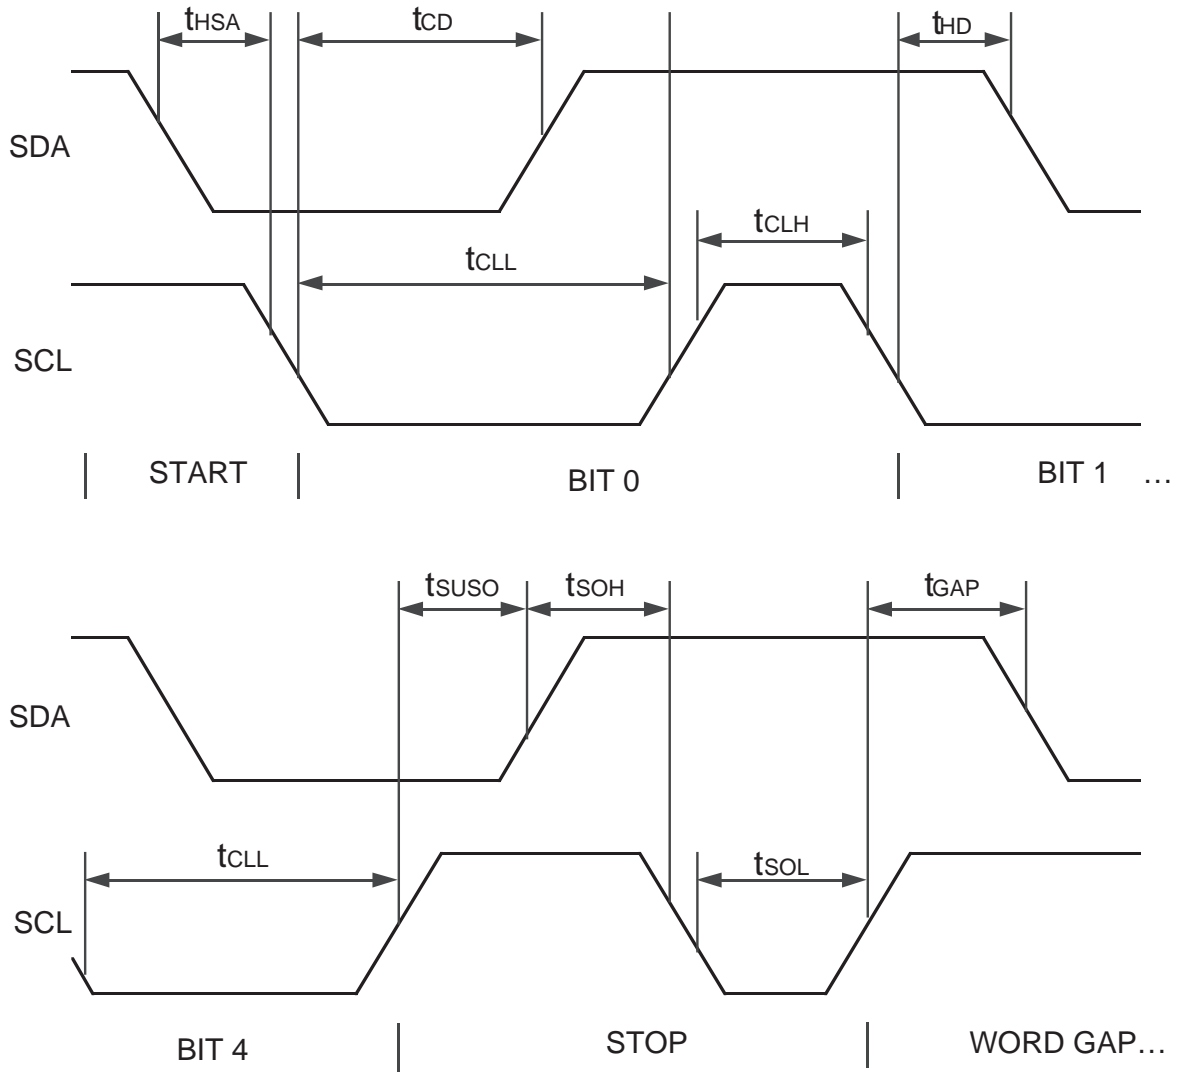 tHSA tCD tHD
SDA
tCLH
tCLL
SCL
START BIT 0 BIT 1 …
tSUSO tSOH tGAP
SDA
tCLL tSOL
SCL
BIT 4 STOP WORD GAP…